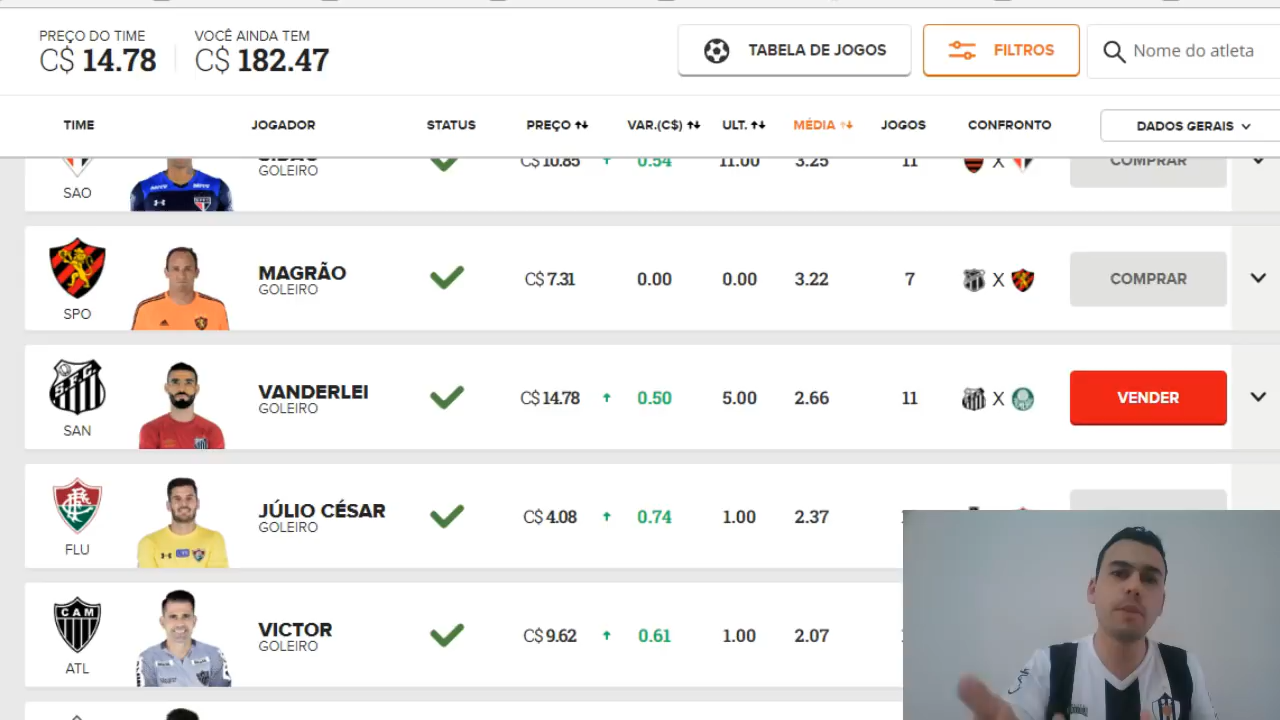 PREÇO DO TIME
C$ 14.78
VOCÊ AINDA TEM
C$ 182.47
TABELA DE JOGOS
FILTROS
Nome do atleta
TIME JOGADOR STATUS PREÇO VAR.(C$) ULT. MÉDIA JOGOS CONFRONTO DADOS GERAIS
SIDÃO C$ 10.85 0.54 11.00 3.25 11 COMPRAR
GOLEIRO
SAO
MAGRÃO
GOLEIRO
C$ 7.31 0.00 0.00 3.22 7 X COMPRAR
SPO
VANDERLEI
GOLEIRO
C$ 14.78 0.50 5.00 2.66 11 X VENDER
SAN
JÚLIO CÉSAR
GOLEIRO
C$ 4.08 0.74 1.00 2.37
FLU
CAM
VICTOR
GOLEIRO
C$ 9.62 0.61 1.00 2.07
ATL